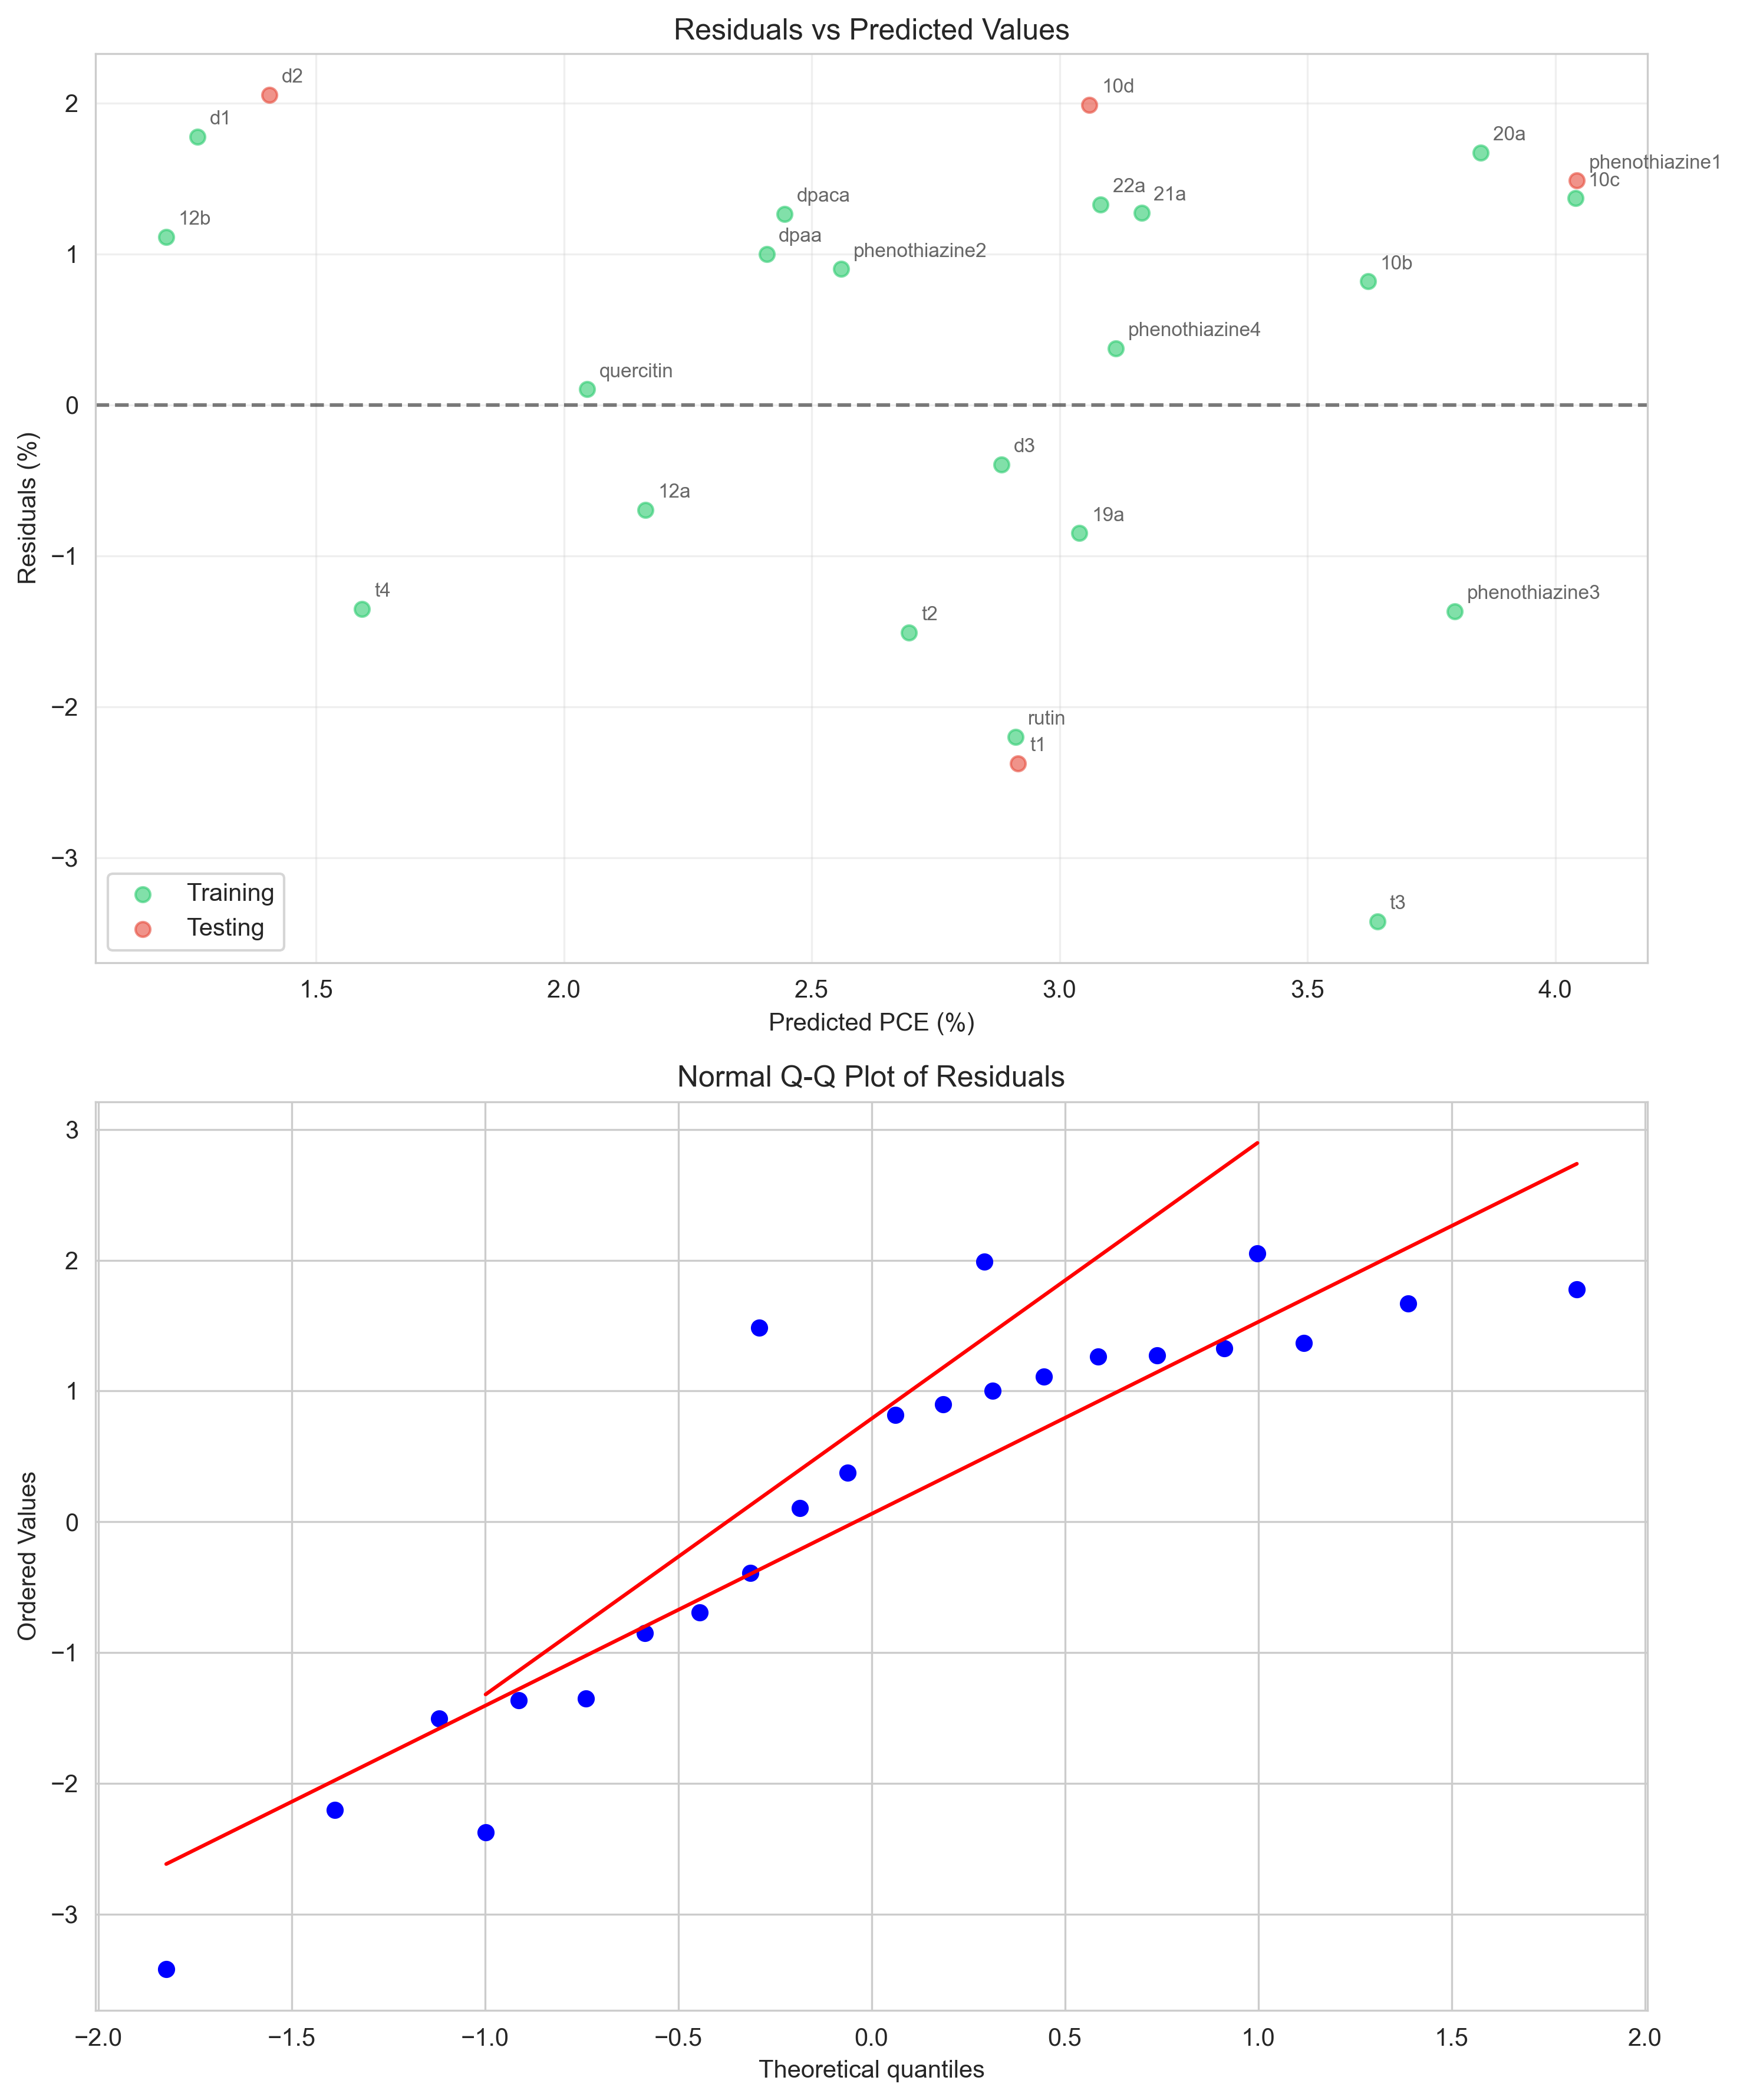 Residuals vs Predicted Values
d2
10d
d1
20a
phenothiazine1
10c
dpaca
22a
21a
12b
dpaa
phenothiazine2
10b
phenothiazine4
quercitin
d3
12a
19a
t4
phenothiazine3
t2
rutin
t1
t3
2
1
0
−1
−2
−3
Residuals (%)
Training
Testing
1.5 2.0 2.5 3.0 3.5 4.0
Predicted PCE (%)
Normal Q-Q Plot of Residuals
3
2
1
0
−1
−2
−3
Ordered Values
−2.0 −1.5 −1.0 −0.5 0.0 0.5 1.0 1.5 2.0
Theoretical quantiles